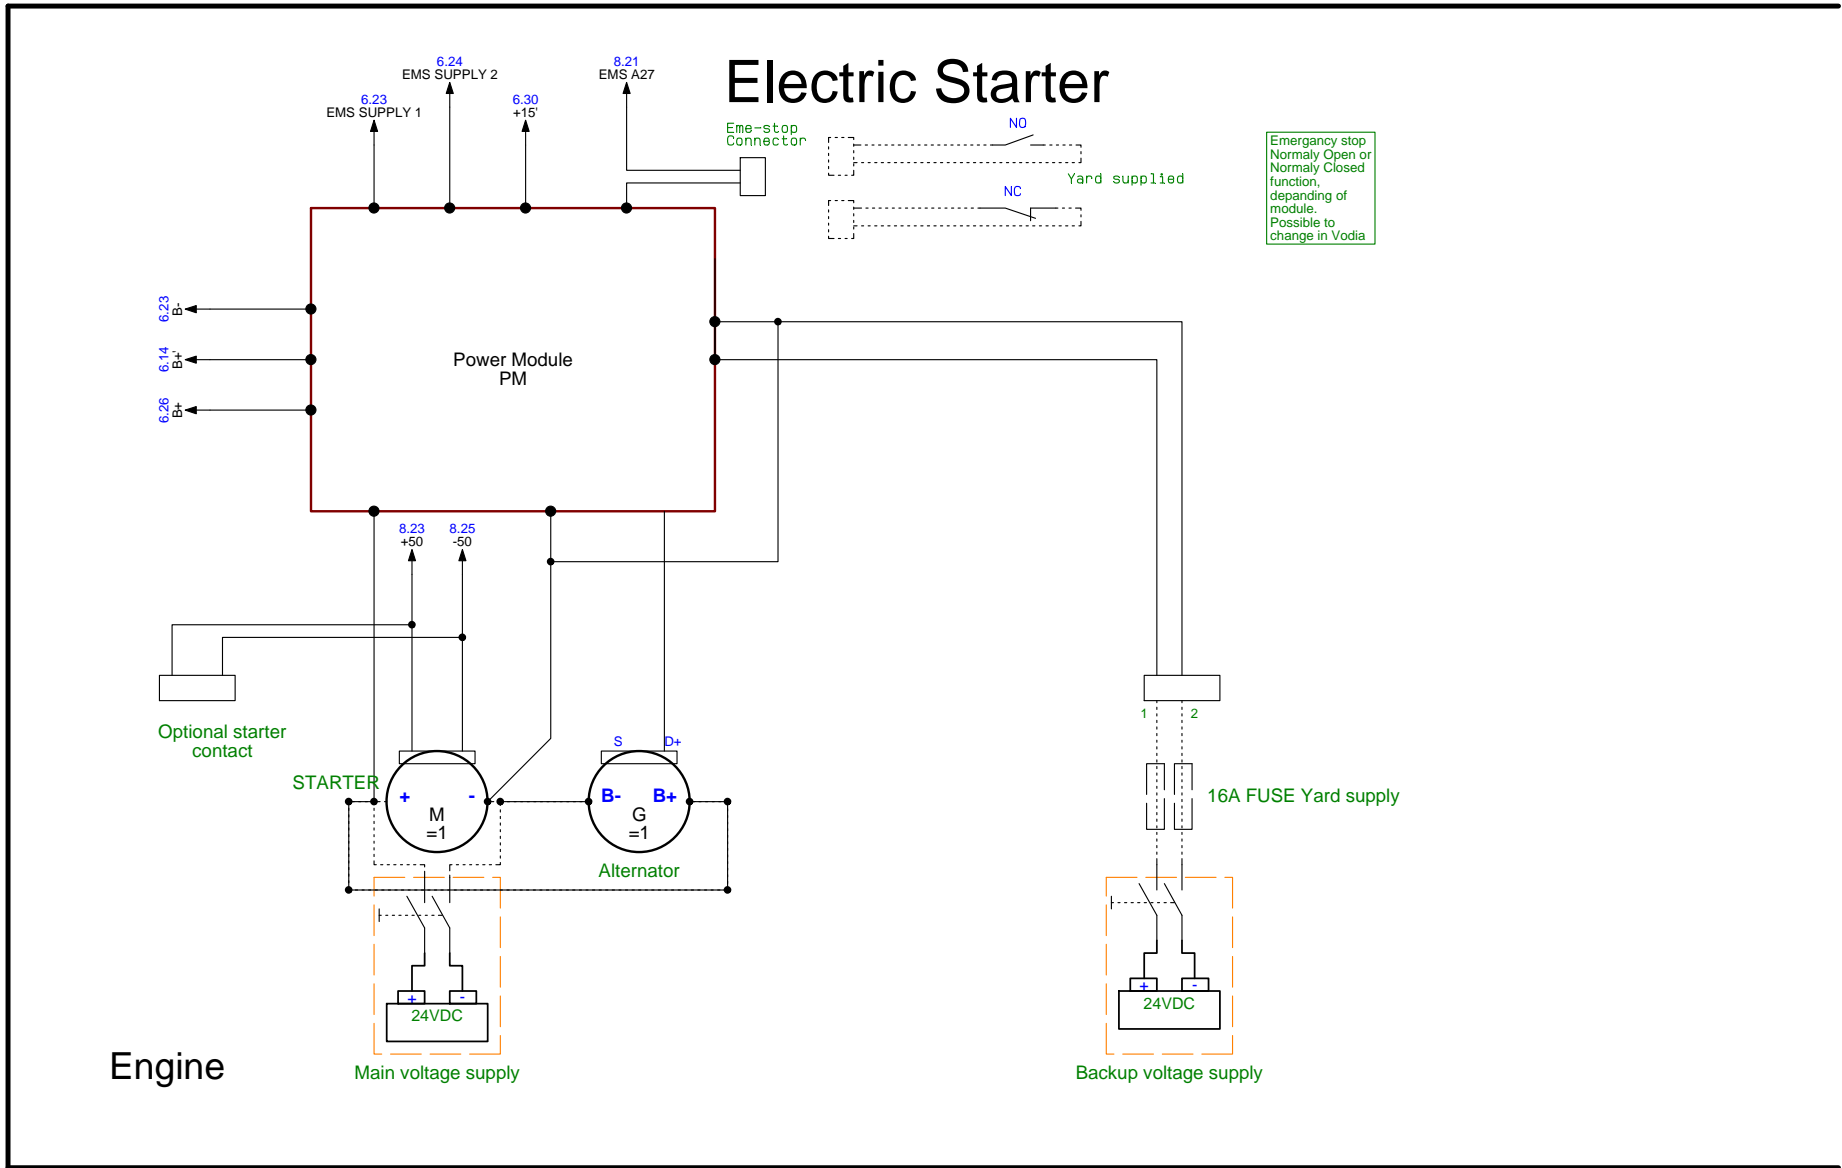 Electric Starter
6.24
EMS SUPPLY 2
8.21
EMS A27
6.23
EMS SUPPLY 1
6.30
+15'
Eme-stop
Connector
NO
Yard supplied
NC
Emergancy stop
Normaly Open or
Normaly Closed
function,
depanding of
module.
Possible to
change in Vodia
6.23
B-
6.14
B+'
6.26
B+
Power Module
PM
8.23
+50
8.25
-50
Optional starter
contact
STARTER
+ -
M
=1
S D+
B- B+
G
=1
Alternator
1 2
16A FUSE Yard supply
+ -
24VDC
Main voltage supply
+ -
24VDC
Backup voltage supply
Engine